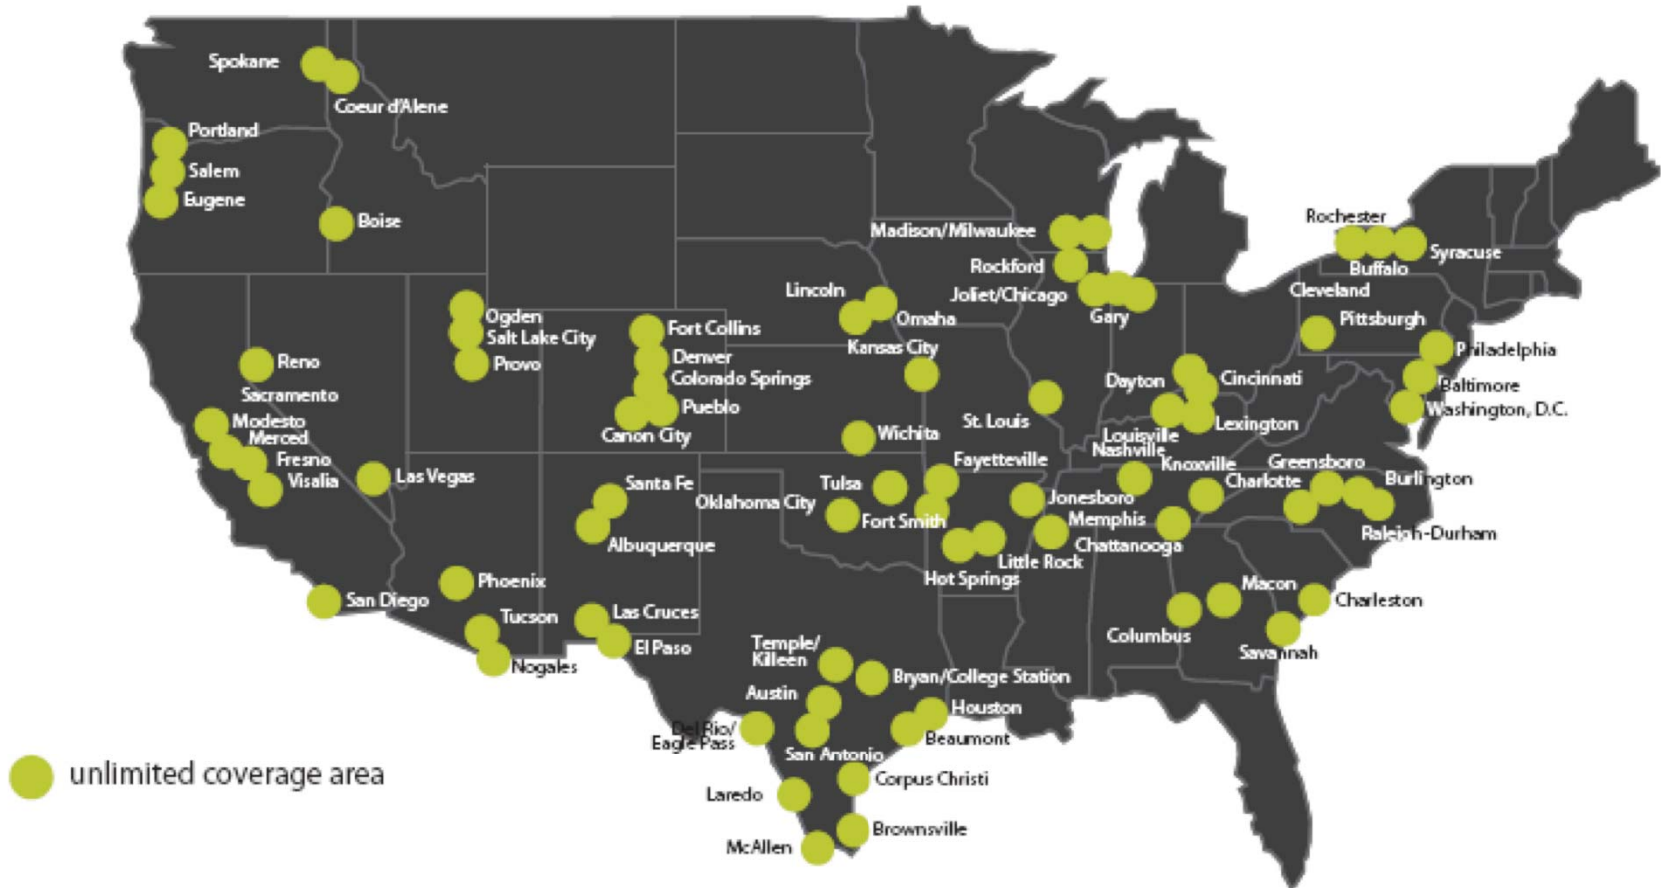 Spokane
Coeur d'Alene
Portland
Salem
Eugene
Boise
Madison/Milwaukee
Rochester
Syracuse
Buffalo
Rockford
Lincoln
Joliet/Chicago
Cleveland
Gary
Omaha
Ogden
Salt Lake City
Fort Collins
Pittsburgh
Kansas City
Philadelphia
Reno
Provo
Denver
Colorado Springs
Dayton
Cincinnati
Baltimore
Sacramento
Pueblo
Washington, D.C.
Modesto
Merced
Canon City
Wichita
St. Louis
Louisville
Lexington
Nashville
Fresno
Fayetteville
Knoxville
Greensboro
Visalia
Las Vegas
Santa Fe
Tulsa
Charlotte
Burlington
Oklahoma City
Jonesboro
Fort Smith
Memphis
Raleigh-Durham
Albuquerque
Chattanooga
Little Rock
Hot Springs
Phoenix
Macon
San Diego
Charleston
Tucson
Las Cruces
Columbus
El Paso
Temple/
Killeen
Savannah
Nogales
Bryan/College Station
Austin
Houston
Del Rio/
Eagle Pass
Beaumont
San Antonio
unlimited coverage area
Corpus Christi
Laredo
Brownsville
McAllen